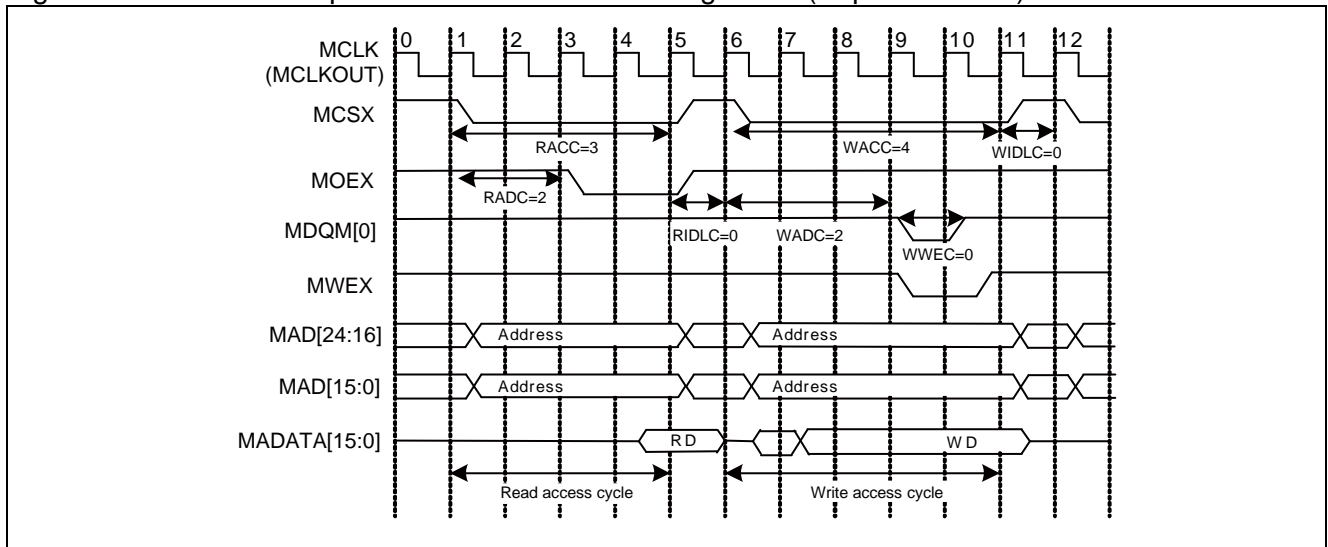 MCLK
(MCLKOUT)
0 1 2 3 4 5 6 7 8 9 10 11 12
MCSX
RACC=3
WACC=4
WIDLC=0
MOEX
RADC=2
MDQM[0]
RIDLC=0
WADC=2
WWEC=0
MWEX
MAD[24:16]
Address
Address
MAD[15:0]
Address
Address
MADATA[15:0]
RD
WD
Read access cycle
Write access cycle